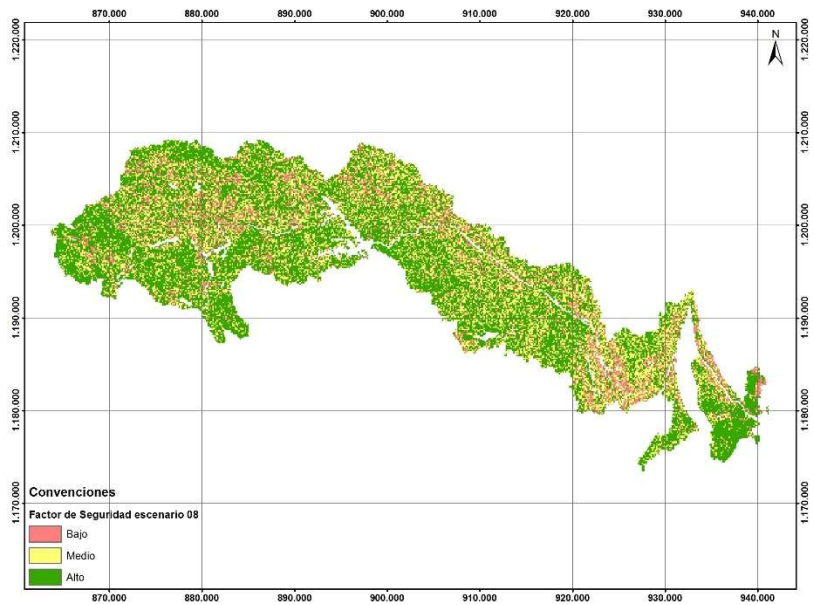 870.000 880.000 890.000 900.000 910.000 920.000 930.000 940.000
1.220.000 1.220.000
N
1.210.000 1.210.000
1.200.000 1.200.000
1.190.000 1.190.000
1.180.000 1.180.000
1.170.000 1.170.000
Convenciones
Factor de Seguridad escenario 08
Bajo
Medio
Alto
870.000 880.000 890.000 900.000 910.000 920.000 930.000 940.000